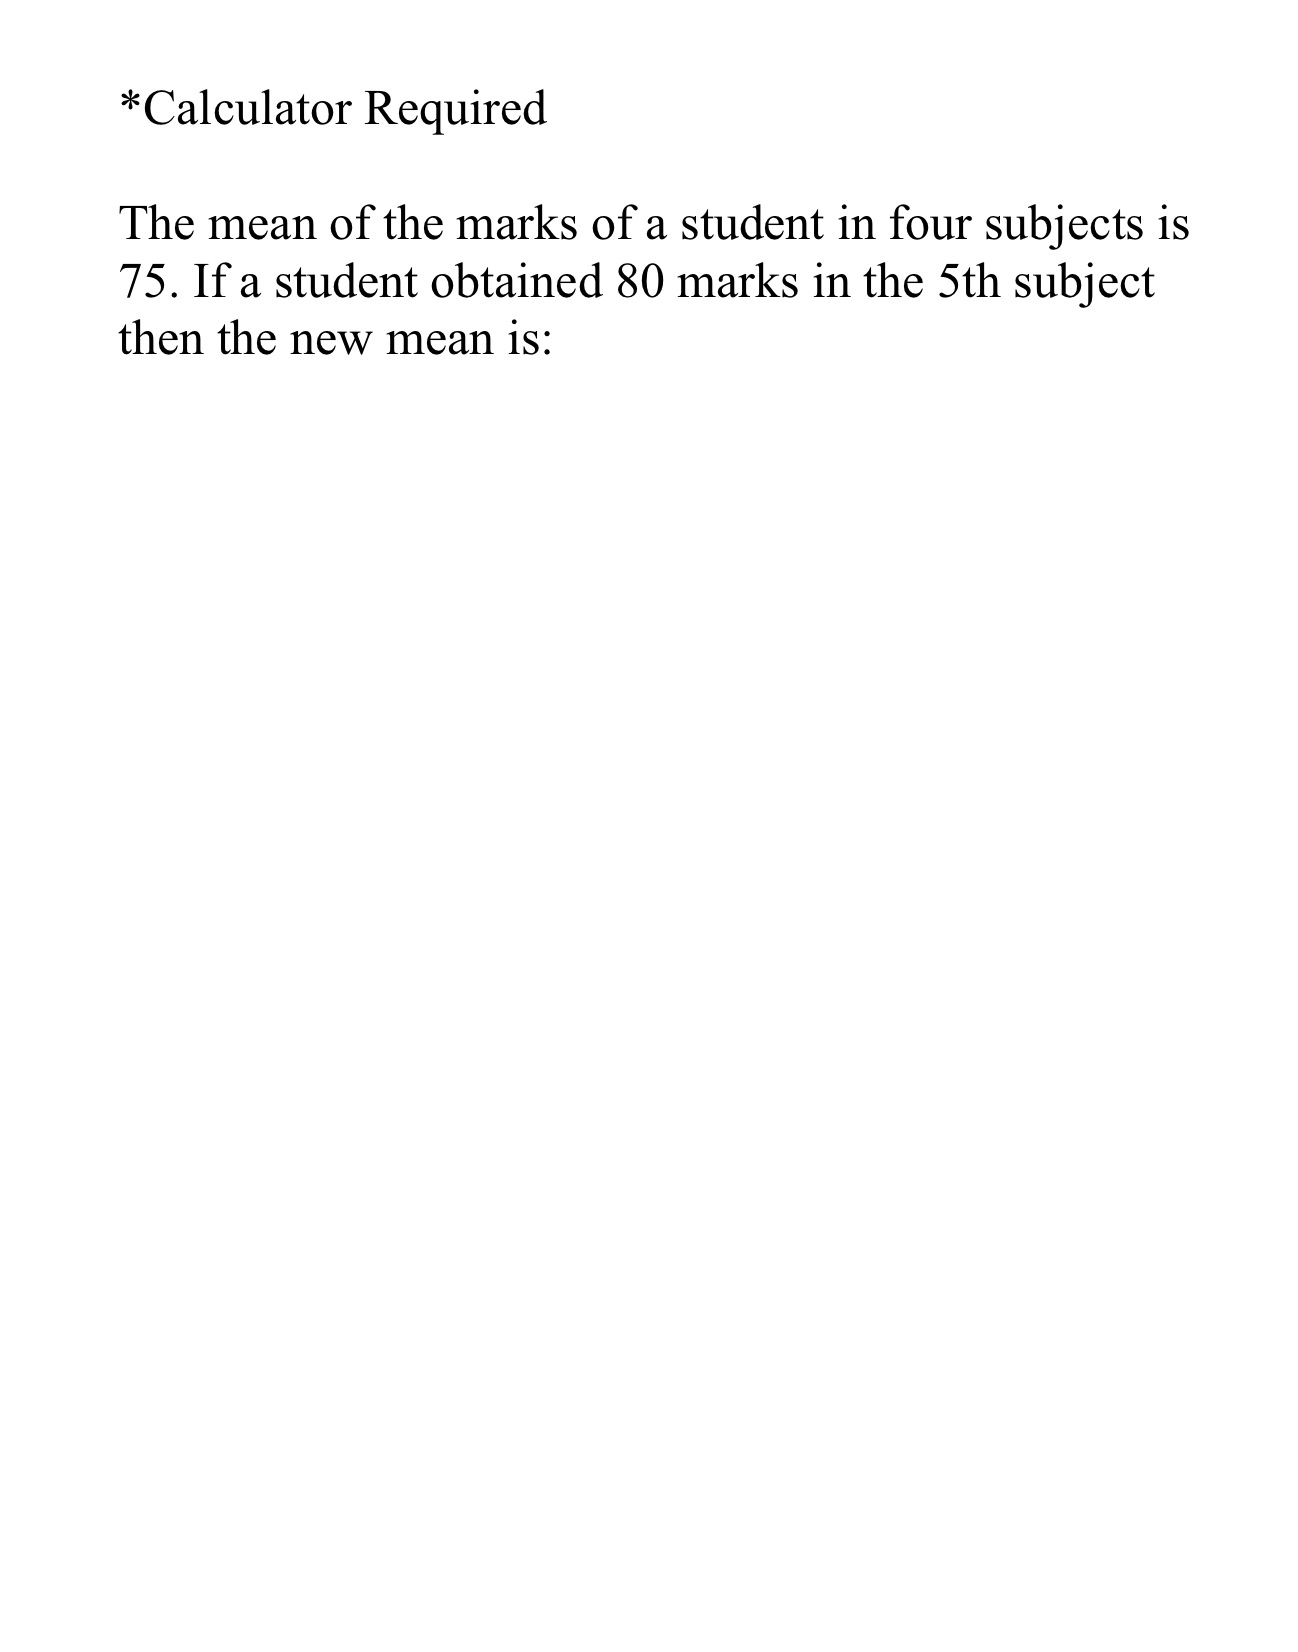 *Calculator Required
The mean of the marks of a student in four subjects is
75. If a student obtained 80 marks in the 5th subject
then the new mean is: